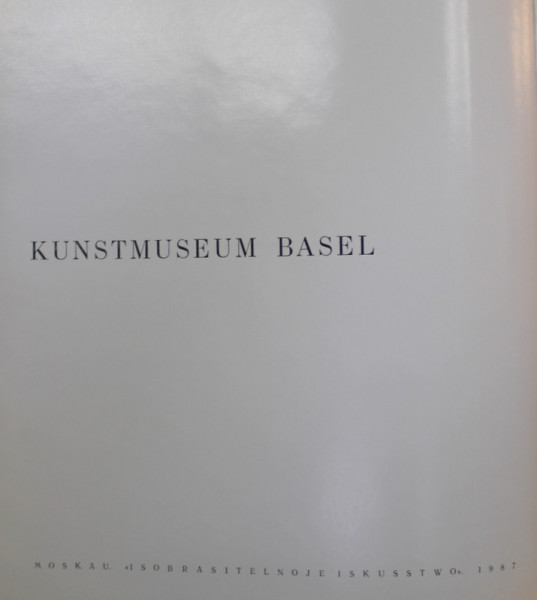 KUNSTMUSEUM BASEL
MOSKAU. «ISOBRASITELNOJE ISKUSSTWO». 1987